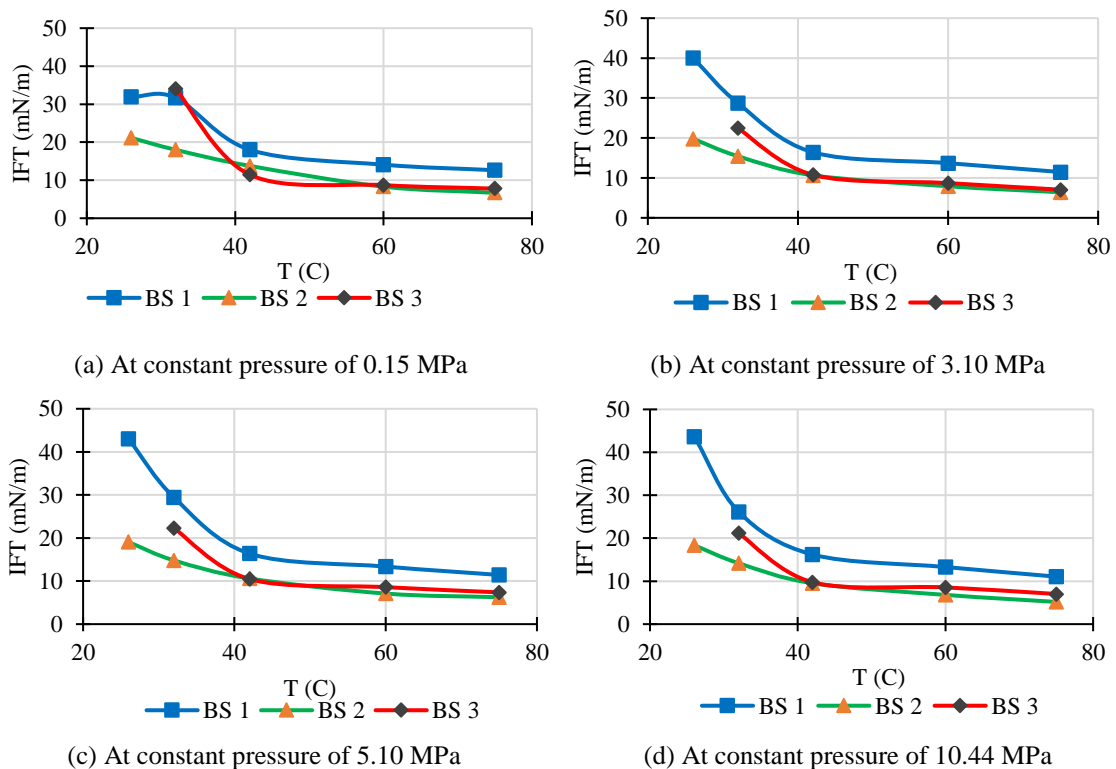 50
40
30
20
10
0
IFT (mN/m)
20 40 60 80
T (C)
BS 1 BS 2 BS 3
(a) At constant pressure of 0.15 MPa
50
40
30
20
10
0
IFT (mN/m)
20 40 60 80
T (C)
BS 1 BS 2 BS 3
(b) At constant pressure of 3.10 MPa
50
40
30
20
10
0
IFT (mN/m)
20 40 60 80
T (C)
BS 1 BS 2 BS 3
(c) At constant pressure of 5.10 MPa
50
40
30
20
10
0
IFT (mN/m)
20 40 60 80
T (C)
BS 1 BS 2 BS 3
(d) At constant pressure of 10.44 MPa